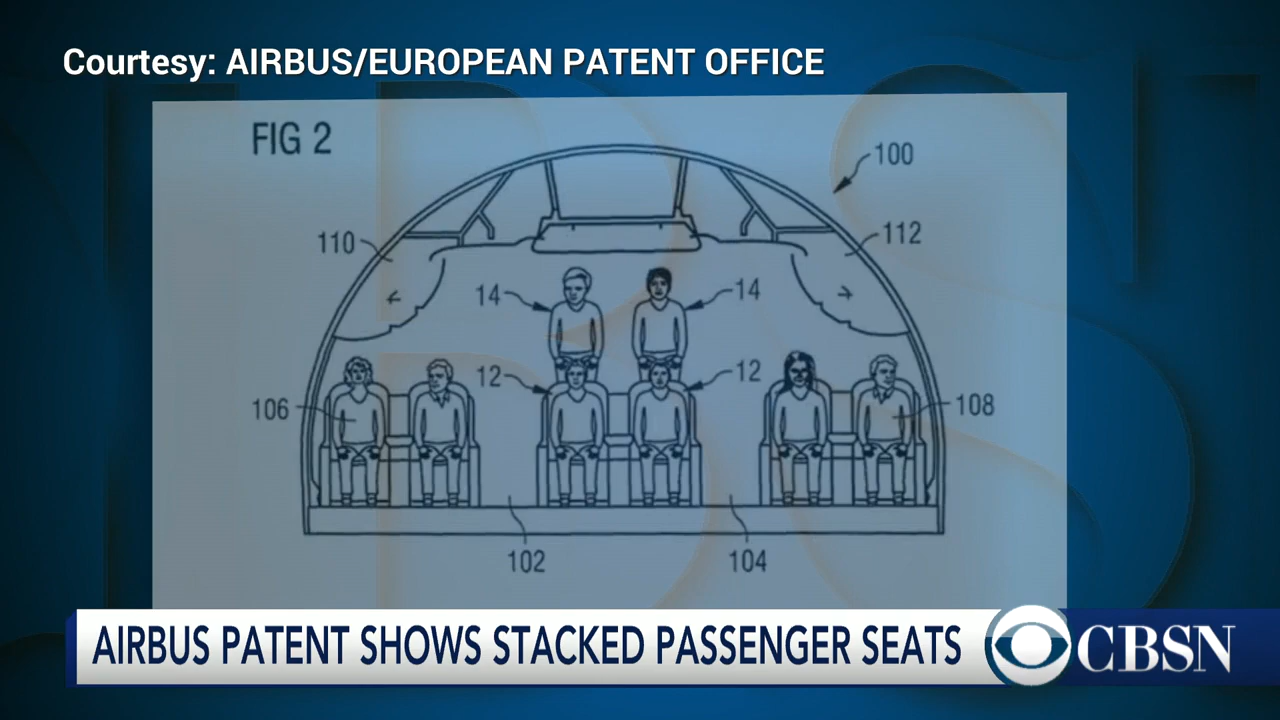 Courtesy: AIRBUS/EUROPEAN PATENT OFFICE
FIG 2
100
110
112
14
14
12
12
106
108
102
104
AIRBUS PATENT SHOWS STACKED PASSENGER SEATS
CBSN